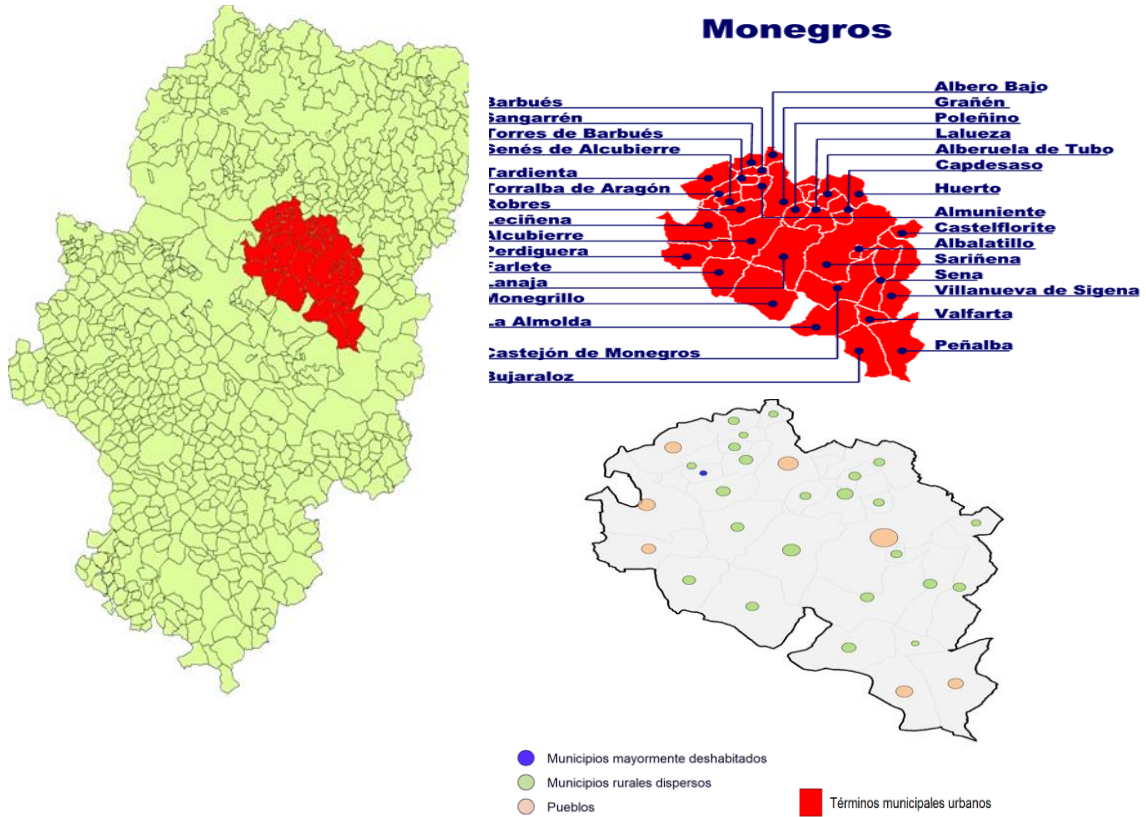 Monegros
Barbués
Sangarrén
Torres de Barbués
Senés de Alcubierre
Tardienta
Torralba de Aragón
Robres
Leciñena
Alcubierre
Perdiguera
Farlete
Lanaja
Monegrillo
La Almolda
Castejón de Monegros
Bujaraloz
Albero Bajo
Grañén
Poleñino
Lalueza
Alberuela de Tubo
Capdesaso
Huerto
Almuniente
Castelflorite
Albalatillo
Sariñena
Sena
Villanueva de Sigena
Valfarta
Peñalba
Municipios mayormente deshabitados
Municipios rurales dispersos
Pueblos
Términos municipales urbanos